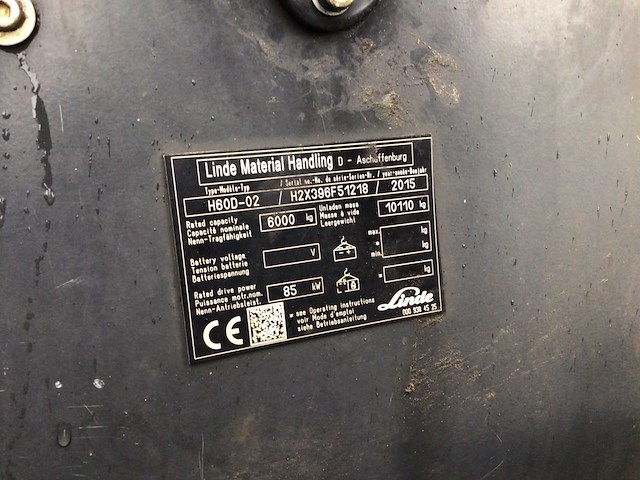 Linde Material Handling D - Aschaffenburg
Type-Modèle-Typ / Serial no.-No. de série-Serien-Nr. / year-année-Baujahr
H60D-02 / H2X396F51218 / 2015
Rated capacity
Capacité nominale
Nenn-Tragfähigkeit
6000 kg
Unladen mass
Masse à vide
Leergewicht
10110 kg
Battery voltage
Tension batterie
Batteriespannung
V
max. kg
min. kg
Rated drive power
Puissance motr.nom.
Nenn-Antriebsleist.
85 kW
* kg
CE
* see Operating instructions
voir Mode d'emploi
siehe Betriebsanleitung
Linde
000 938 45 25